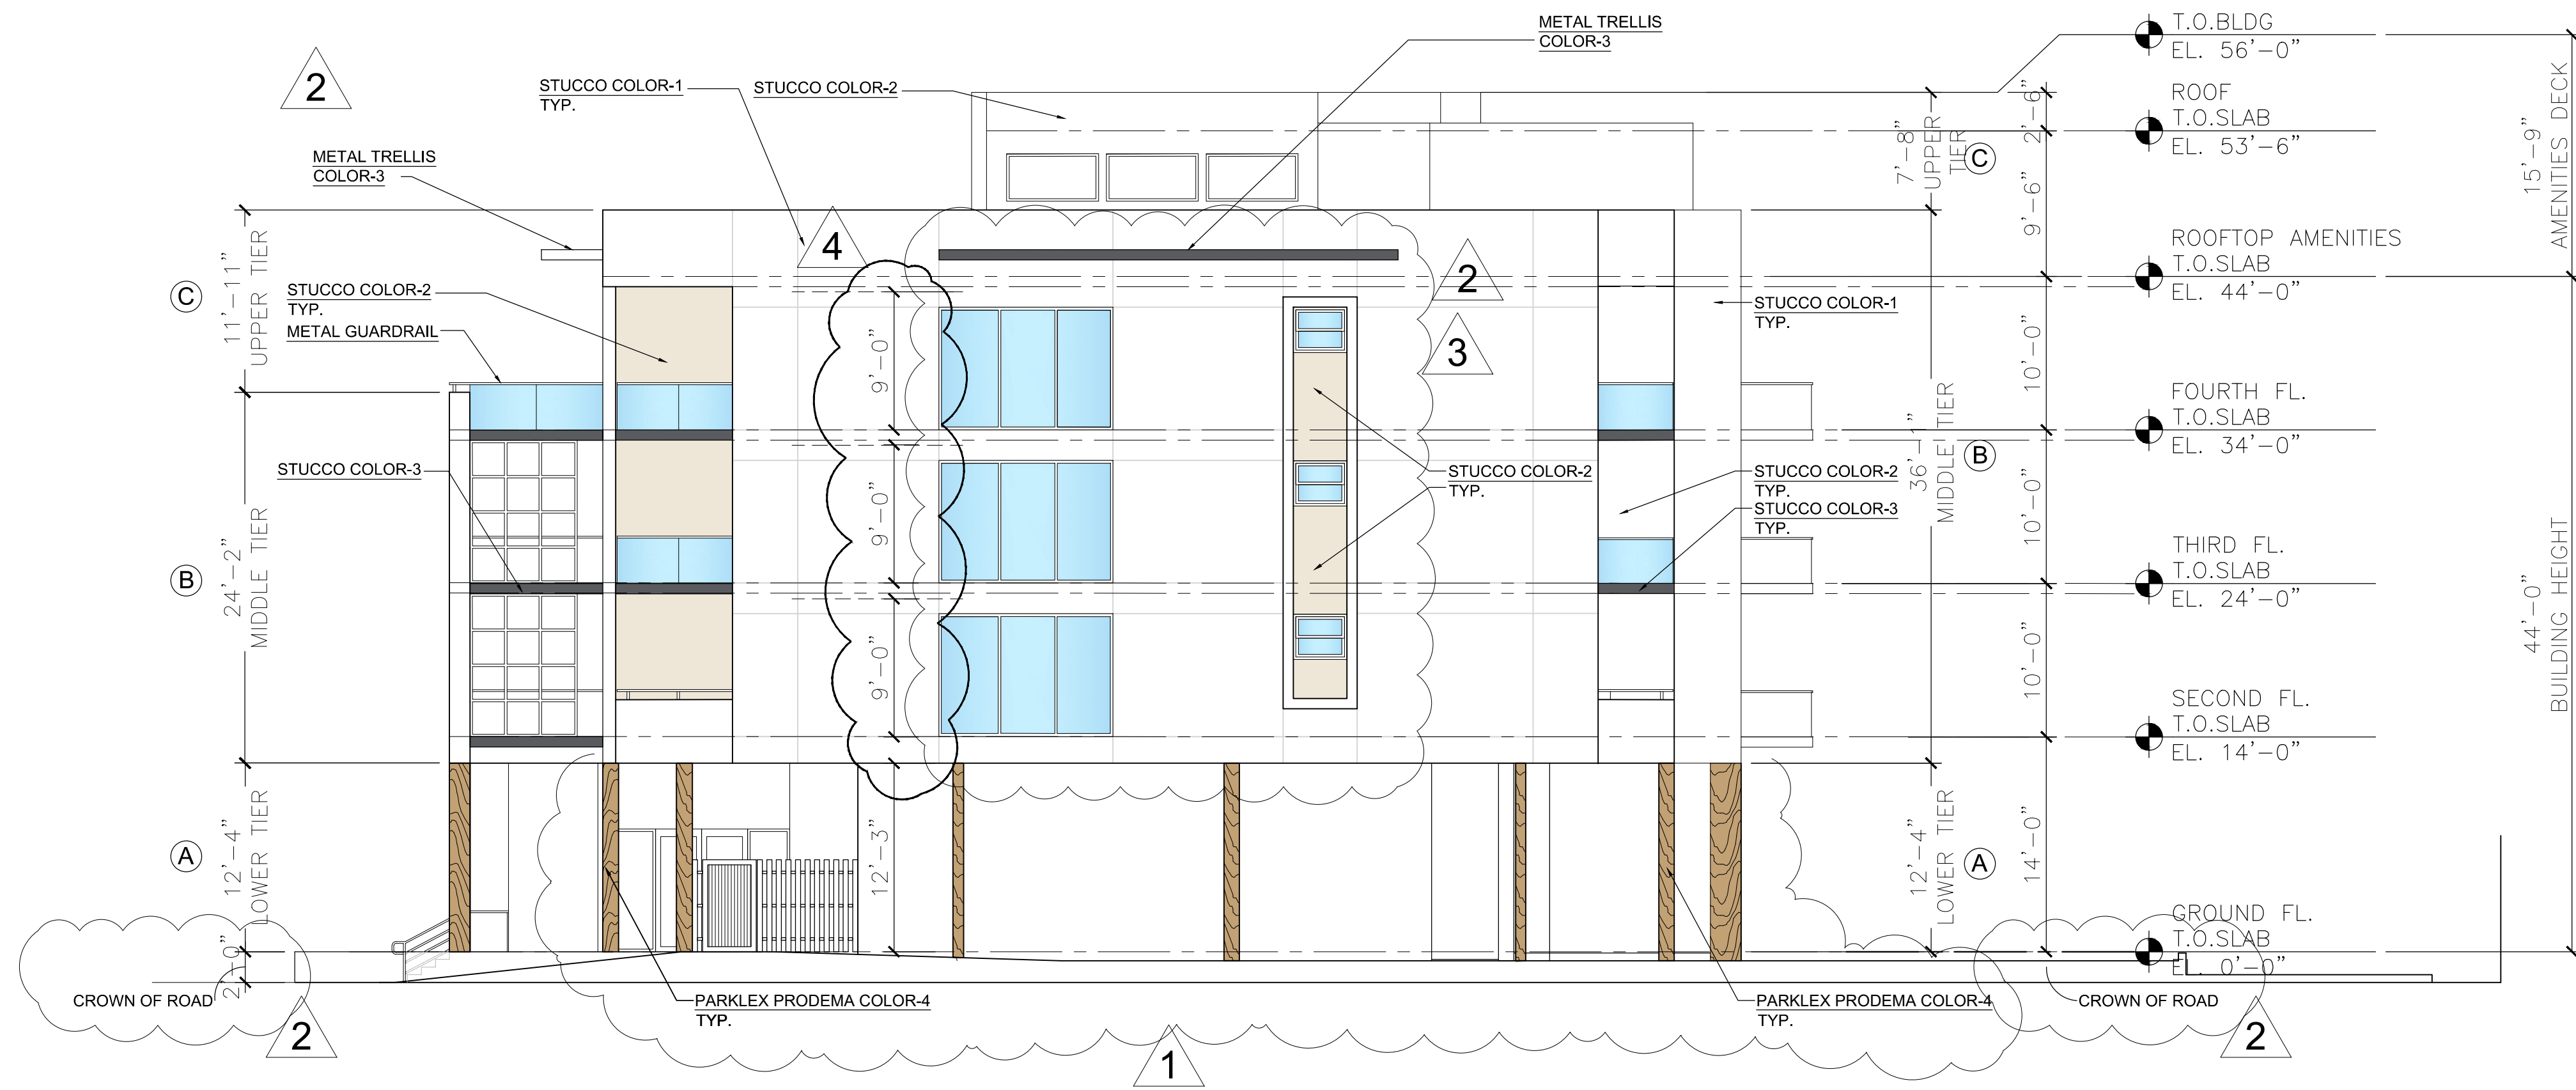 METAL TRELLIS
COLOR-3
T.O.BLDG
EL. 56'-0"
2
STUCCO COLOR-1
TYP.
STUCCO COLOR-2
ROOF
T.O.SLAB
EL. 53'-6"
2'-6"
7'-8"
UPPER
TIER
C
15'-9"
AMENITIES DECK
METAL TRELLIS
COLOR-3
9'-6"
4
ROOFTOP AMENITIES
T.O.SLAB
EL. 44'-0"
2
C
11'-11"
UPPER TIER
STUCCO COLOR-2
TYP.
METAL GUARDRAIL
STUCCO COLOR-1
TYP.
3
9'-0"
10'-0"
FOURTH FL.
T.O.SLAB
EL. 34'-0"
36'-1"
MIDDLE TIER
B
STUCCO COLOR-3
STUCCO COLOR-2
TYP.
STUCCO COLOR-2
TYP.
STUCCO COLOR-3
TYP.
9'-0"
10'-0"
THIRD FL.
T.O.SLAB
EL. 24'-0"
B
24'-2"
MIDDLE TIER
44'-0"
BUILDING HEIGHT
9'-0"
10'-0"
SECOND FL.
T.O.SLAB
EL. 14'-0"
A
12'-4"
LOWER TIER
12'-3"
12'-4"
LOWER TIER
A
14'-0"
GROUND FL.
T.O.SLAB
EL. 0'-0"
2'-0"
CROWN OF ROAD
PARKLEX PRODEMA COLOR-4
TYP.
PARKLEX PRODEMA COLOR-4
TYP.
CROWN OF ROAD
2
1
2